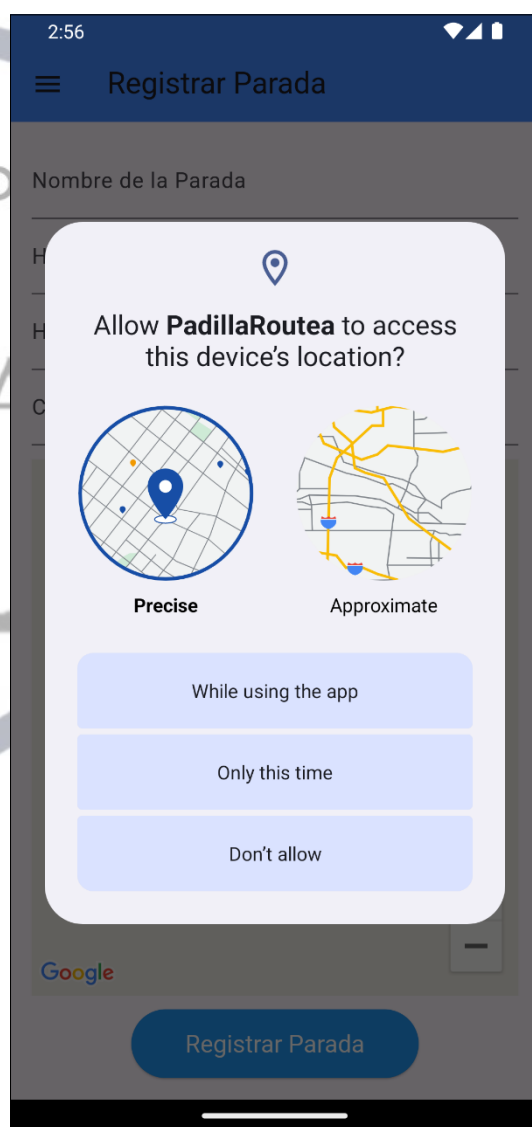 2:56
Registrar Parada
Nombre de la Parada
H
H
C
Allow PadillaRoutea to access
this device's location?
Precise
Approximate
While using the app
Only this time
Don't allow
Google
Registrar Parada